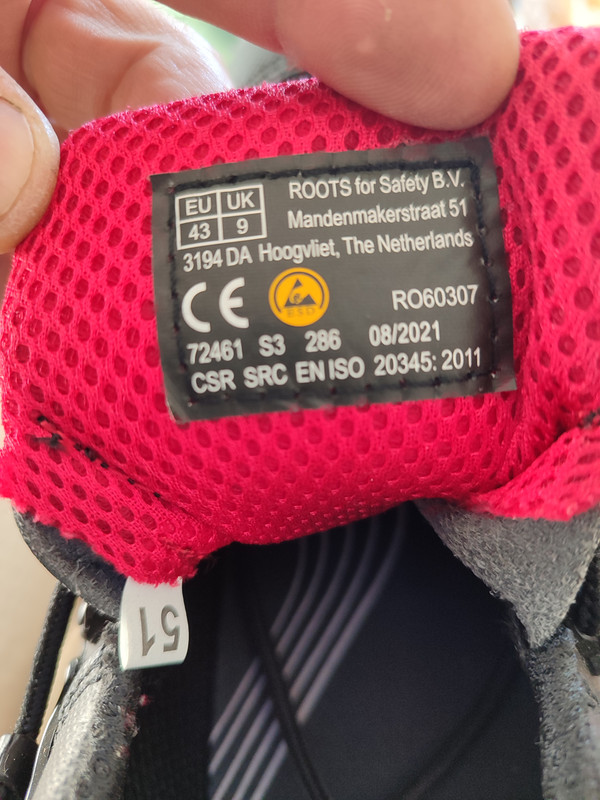 EU UK
43 9
ROOTS for Safety B.V.
Mandenmakerstraat 51
3194 DA Hoogvliet, The Netherlands
CE
ESD
RO60307
72461 S3 286 08/2021
CSR SRC EN ISO 20345: 2011
51